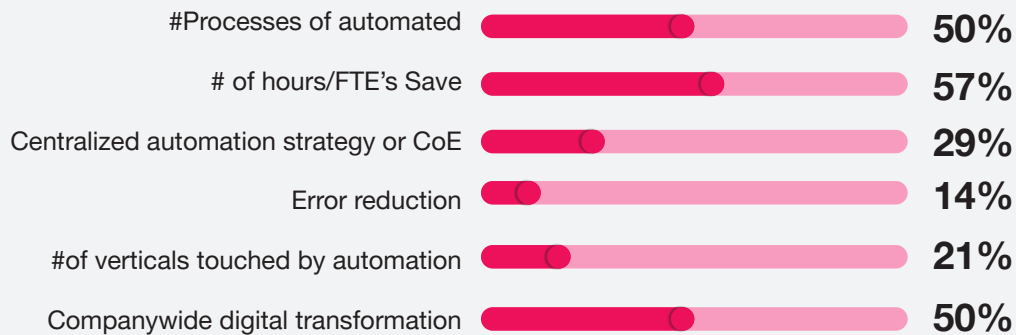 #Processes of automated 50%
# of hours/FTE's Save 57%
Centralized automation strategy or CoE 29%
Error reduction 14%
#of verticals touched by automation 21%
Companywide digital transformation 50%